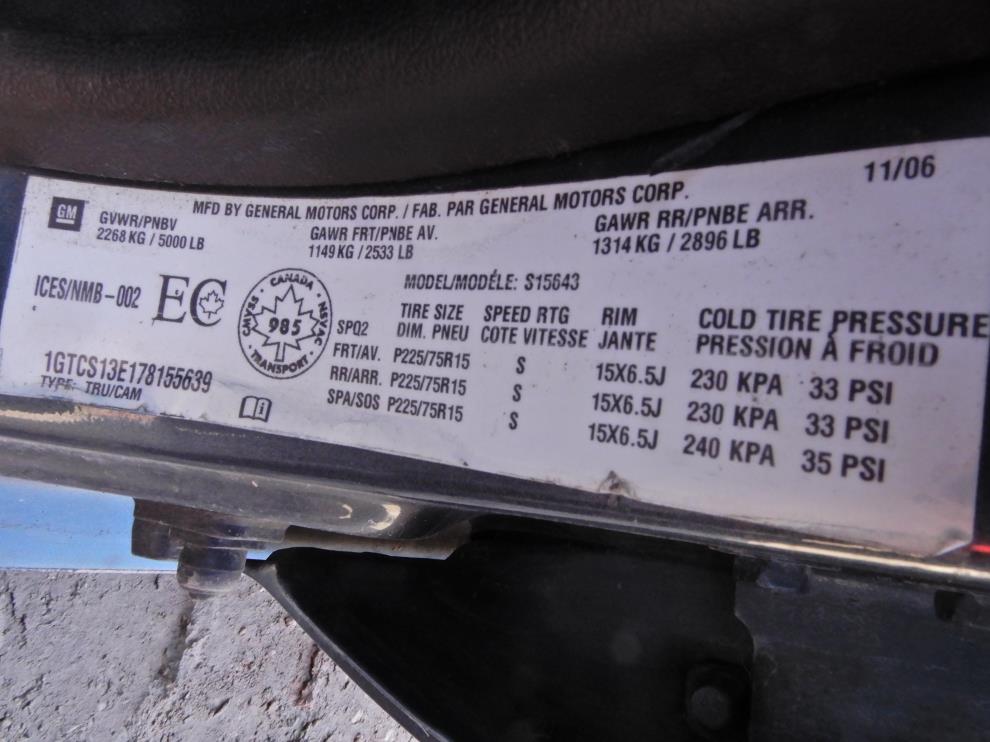 11/06
MFD BY GENERAL MOTORS CORP. / FAB. PAR GENERAL MOTORS CORP.
GM
GVWR/PNBV
2268 KG / 5000 LB
GAWR FRT/PNBE AV.
1149 KG / 2533 LB
GAWR RR/PNBE ARR.
1314 KG / 2896 LB
ICES/NMB-002 EC
CANADA
CMVSS 985 NSVAC
TRANSPORT
MODEL/MODÉLE: S15643
TIRE SIZE SPEED RTG RIM COLD TIRE PRESSURE
SPQ2 DIM. PNEU COTE VITESSE JANTE PRESSION À FROID
FRT/AV. P225/75R15 S 15X6.5J 230 KPA 33 PSI
RR/ARR. P225/75R15 S 15X6.5J 230 KPA 33 PSI
SPA/SOS P225/75R15 S 15X6.5J 240 KPA 35 PSI
1GTCS13E178155639
TYPE: TRU/CAM
i